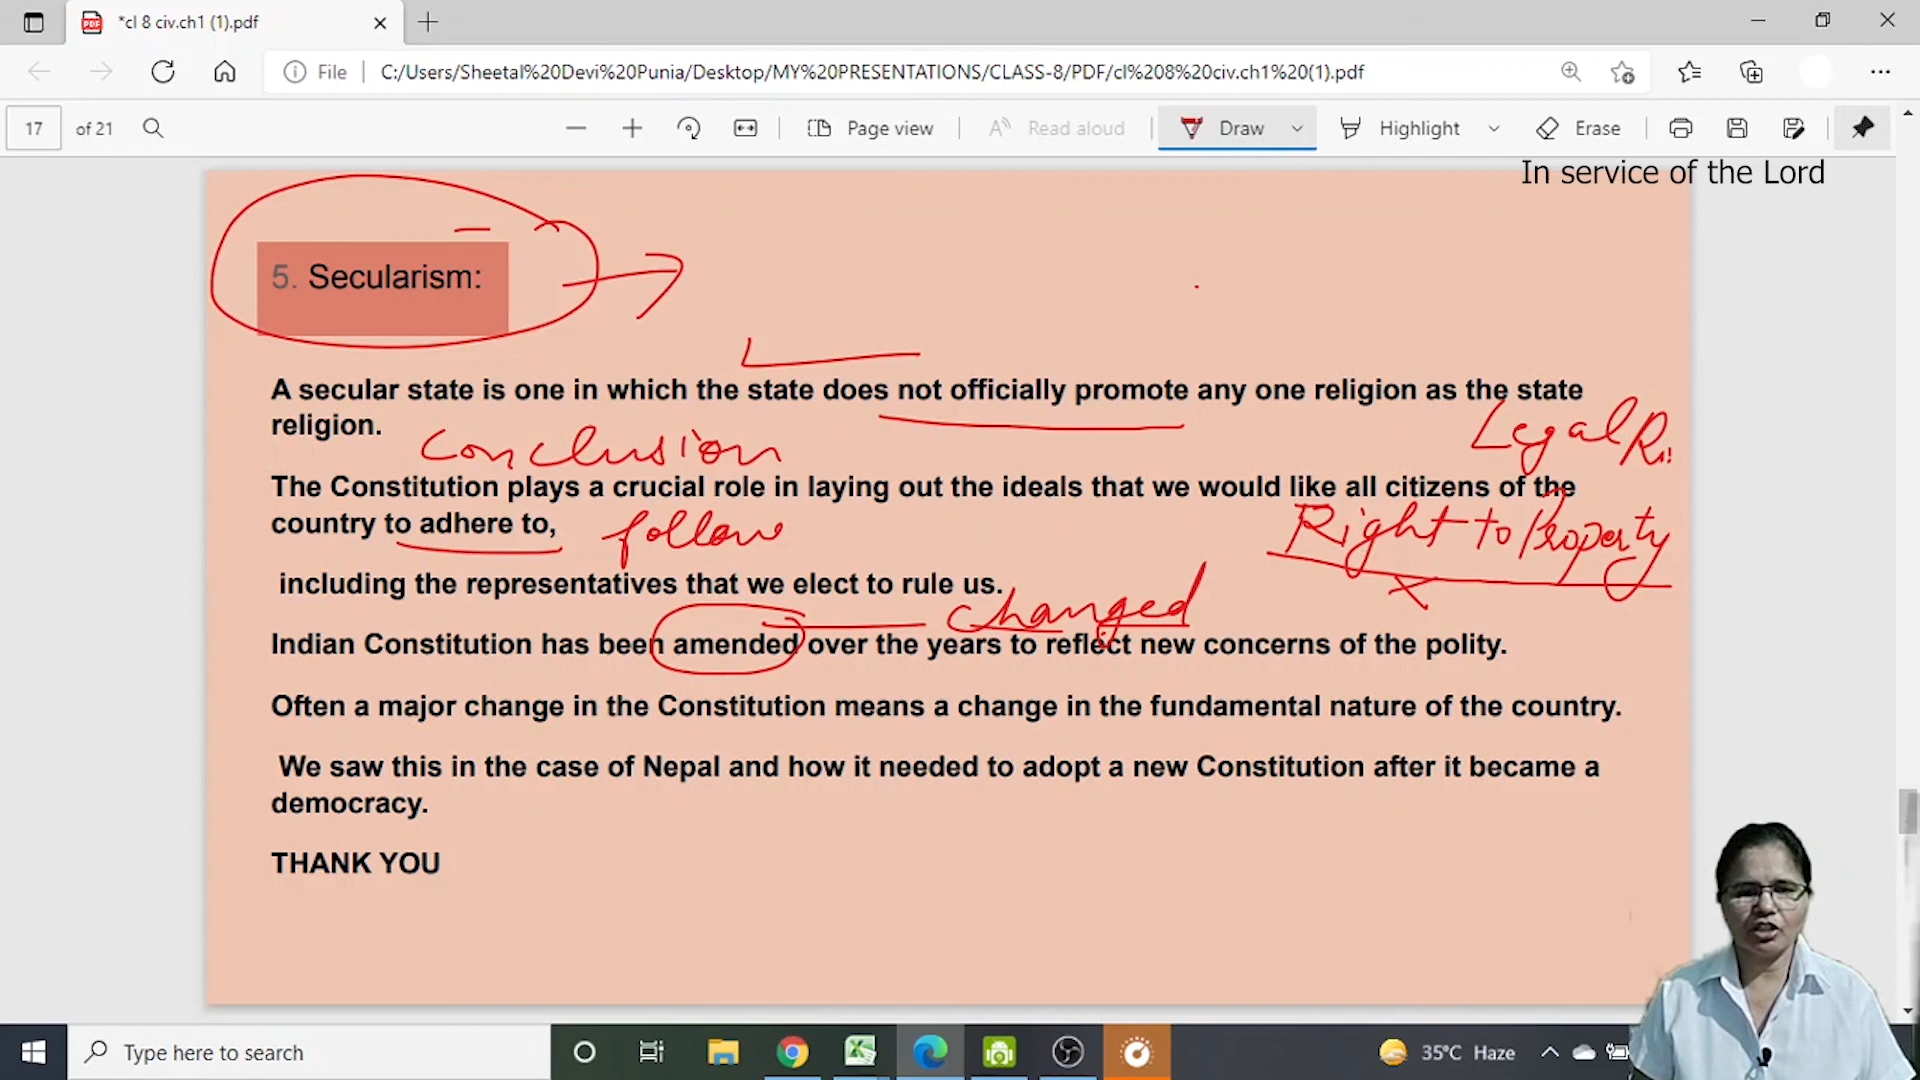 *cl 8 civ.ch1 (1).pdf
File C:/Users/Sheetal%20Devi%20Punia/Desktop/MY%20PRESENTATIONS/CLASS-8/PDF/cl%208%20civ.ch1%20(1).pdf
17 of 21 Page view Read aloud Draw Highlight Erase
In service of the Lord
5. Secularism:
A secular state is one in which the state does not officially promote any one religion as the state
religion.
Conclusion
Legal Ri
The Constitution plays a crucial role in laying out the ideals that we would like all citizens of the
country to adhere to,
follow
Right to Property
including the representatives that we elect to rule us.
changed
Indian Constitution has been amended over the years to reflect new concerns of the polity.
Often a major change in the Constitution means a change in the fundamental nature of the country.
We saw this in the case of Nepal and how it needed to adopt a new Constitution after it became a
democracy.
THANK YOU
Type here to search
35°C Haze